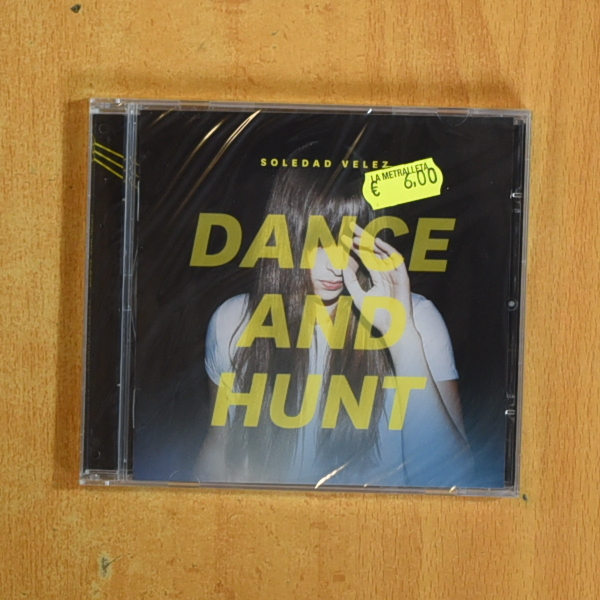 SOLEDAD VELEZ
LA METRALLETA
€ 6,00
DANCE
AND
HUNT